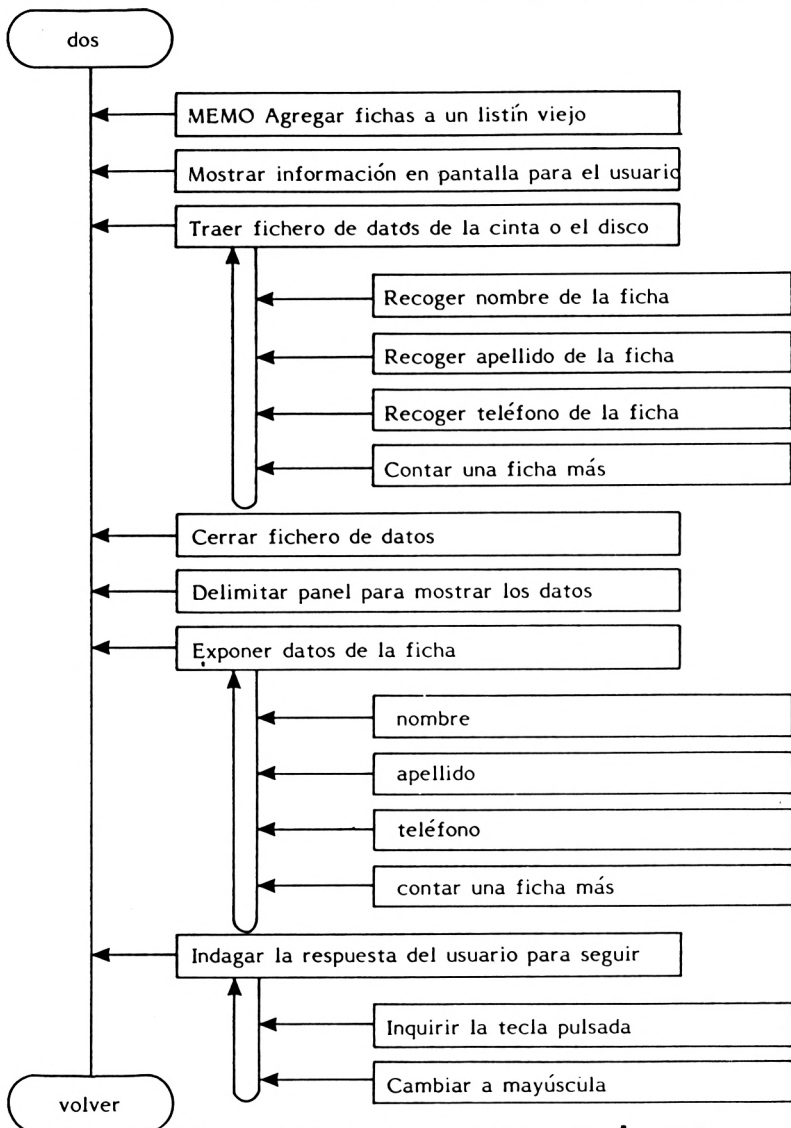 dos
MEMO Agregar fichas a un listín viejo
Mostrar información en pantalla para el usuario
Traer fichero de datos de la cinta o el disco
Recoger nombre de la ficha
Recoger apellido de la ficha
Recoger teléfono de la ficha
Contar una ficha más
Cerrar fichero de datos
Delimitar panel para mostrar los datos
Exponer datos de la ficha
nombre
apellido
teléfono
contar una ficha más
Indagar la respuesta del usuario para seguir
Inquirir la tecla pulsada
Cambiar a mayúscula
volver